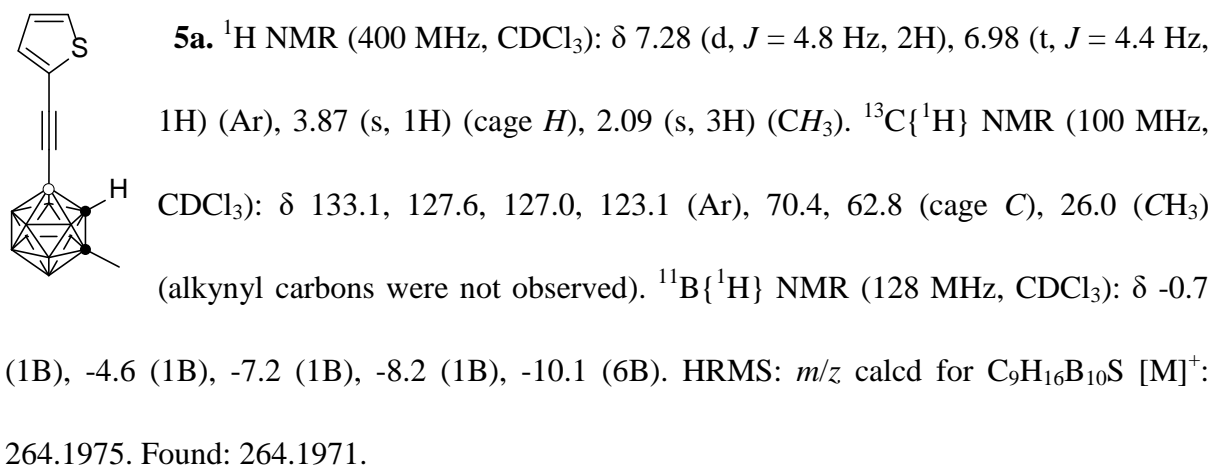 S
H
5a. ¹H NMR (400 MHz, CDCl₃): δ 7.28 (d, J = 4.8 Hz, 2H), 6.98 (t, J = 4.4 Hz,
1H) (Ar), 3.87 (s, 1H) (cage H), 2.09 (s, 3H) (CH₃). ¹³C{¹H} NMR (100 MHz,
CDCl₃): δ 133.1, 127.6, 127.0, 123.1 (Ar), 70.4, 62.8 (cage C), 26.0 (CH₃)
(alkynyl carbons were not observed). ¹¹B{¹H} NMR (128 MHz, CDCl₃): δ -0.7
(1B), -4.6 (1B), -7.2 (1B), -8.2 (1B), -10.1 (6B). HRMS: m/z calcd for C₉H₁₆B₁₀S [M]⁺:
264.1975. Found: 264.1971.